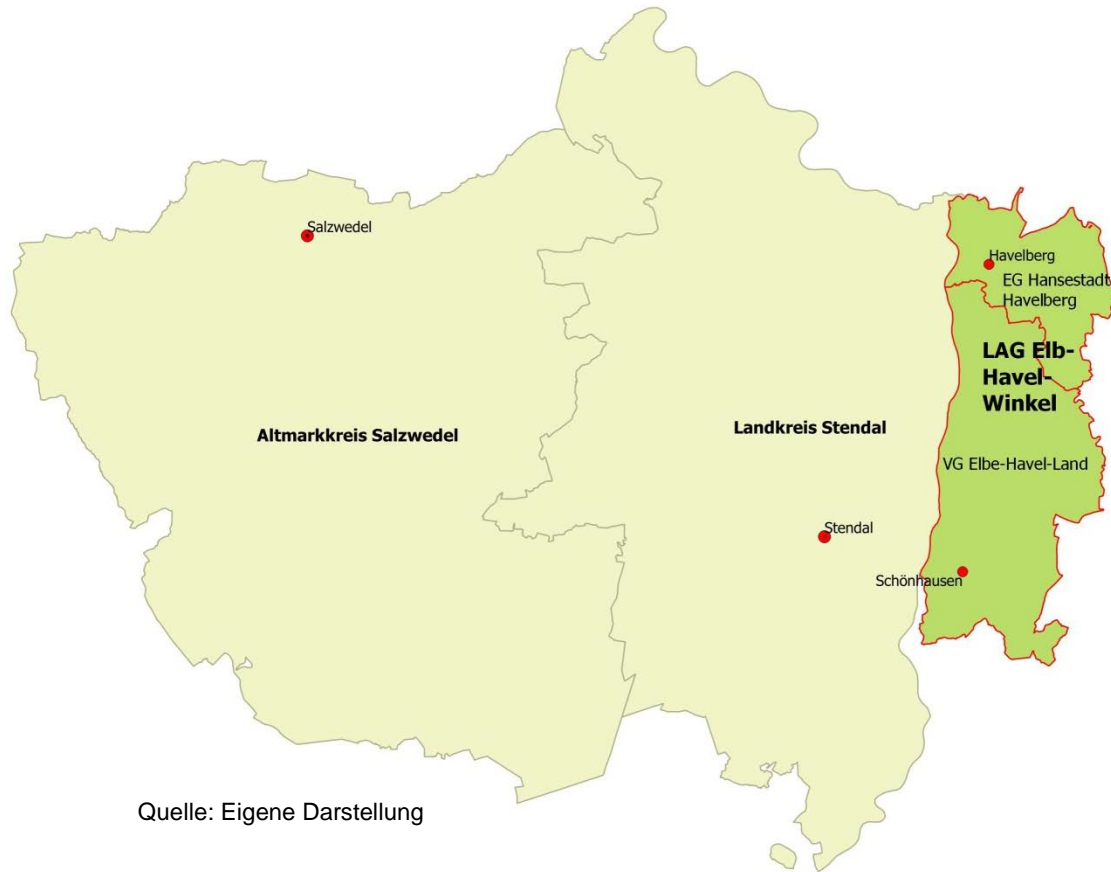 Salzwedel
Havelberg
EG Hansestadt
Havelberg
LAG Elb-
Havel-
Winkel
Altmarkkreis Salzwedel
Landkreis Stendal
VG Elbe-Havel-Land
Stendal
Schönhausen
Quelle: Eigene Darstellung